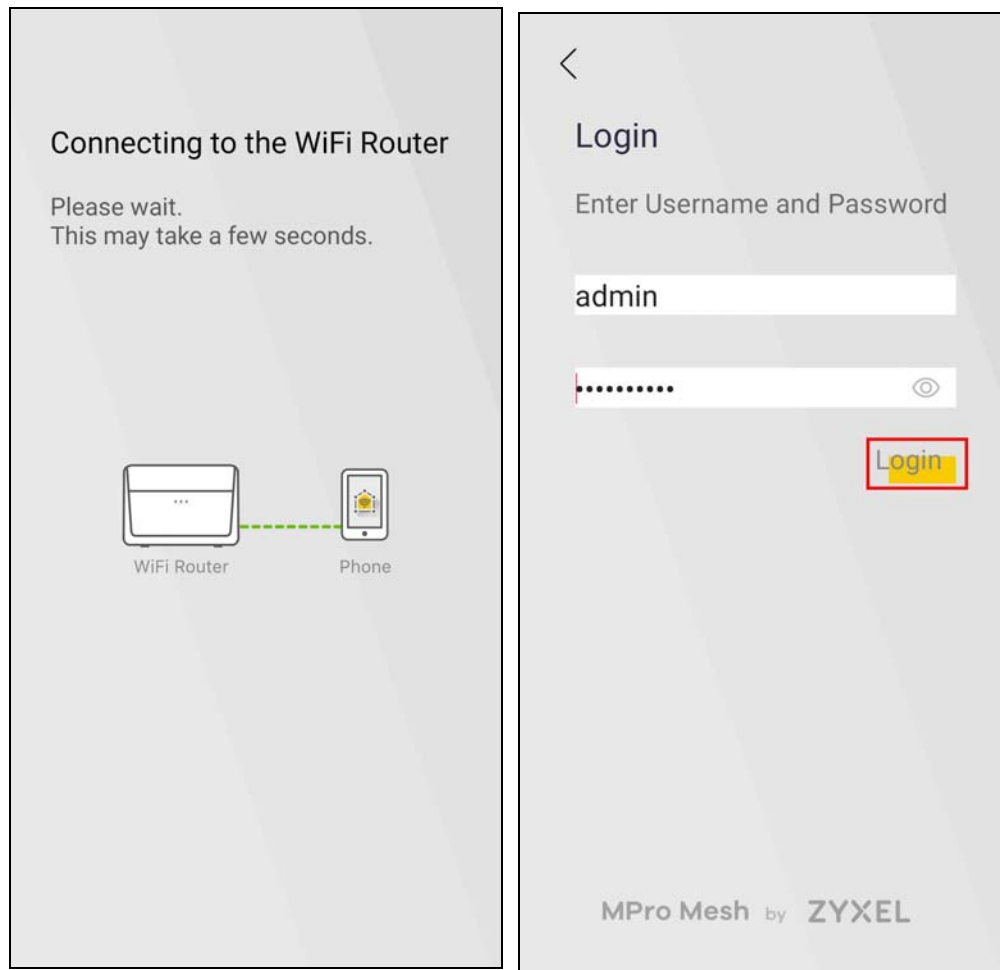 Connecting to the WiFi Router
Please wait.
This may take a few seconds.
WiFi Router
Phone
Login
Enter Username and Password
admin
••••••••••
Login
MPro Mesh by ZYXEL